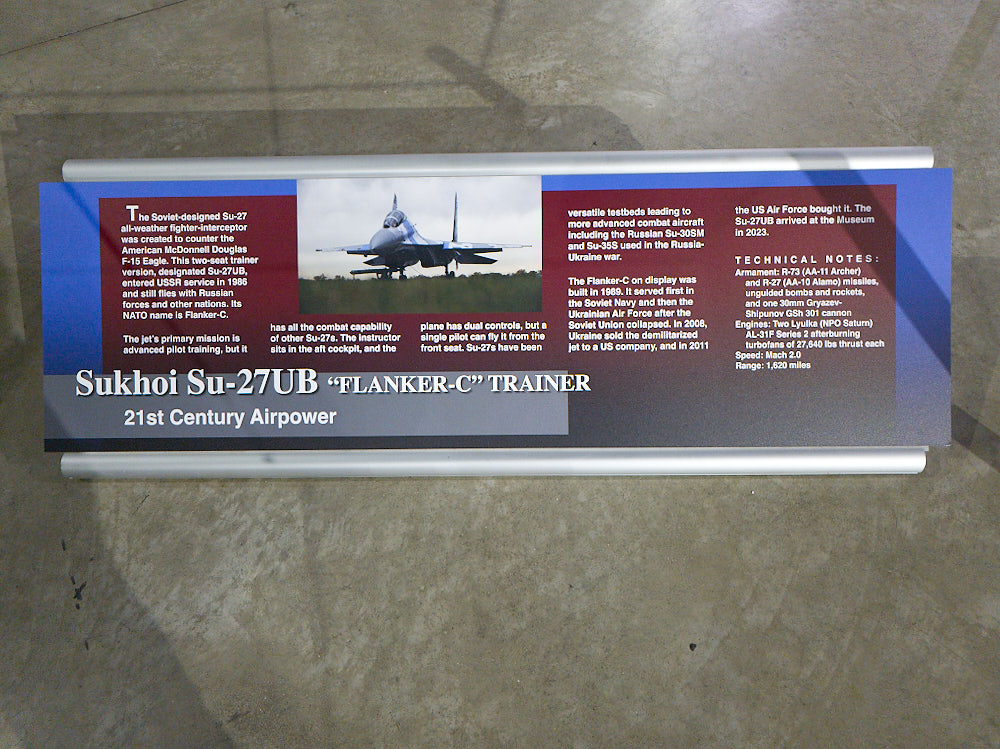 The Soviet-designed Su-27
all-weather fighter-interceptor
was created to counter the
American McDonnell Douglas
F-15 Eagle. This two-seat trainer
version, designated Su-27UB,
entered USSR service in 1986
and still flies with Russian
forces and other nations. Its
NATO name is Flanker-C.
The jet's primary mission is
advanced pilot training, but it
has all the combat capability
of other Su-27s. The instructor
sits in the aft cockpit, and the
plane has dual controls, but a
single pilot can fly it from the
front seat. Su-27s have been
versatile testbeds leading to
more advanced combat aircraft
including the Russian Su-30SM
and Su-35S used in the Russia-
Ukraine war.
The Flanker-C on display was
built in 1989. It served first in
the Soviet Navy and then the
Ukrainian Air Force after the
Soviet Union collapsed. In 2008,
Ukraine sold the demilitarized
jet to a US company, and in 2011
the US Air Force bought it. The
Su-27UB arrived at the Museum
in 2023.
TECHNICAL NOTES:
Armament: R-73 (AA-11 Archer)
and R-27 (AA-10 Alamo) missiles,
unguided bombs and rockets,
and one 30mm Gryazev-
Shipunov GSh 301 cannon
Engines: Two Lyulka (NPO Saturn)
AL-31F Series 2 afterburning
turbofans of 27,640 lbs thrust each
Speed: Mach 2.0
Range: 1,620 miles
Sukhoi Su-27UB “FLANKER-C” TRAINER
21st Century Airpower